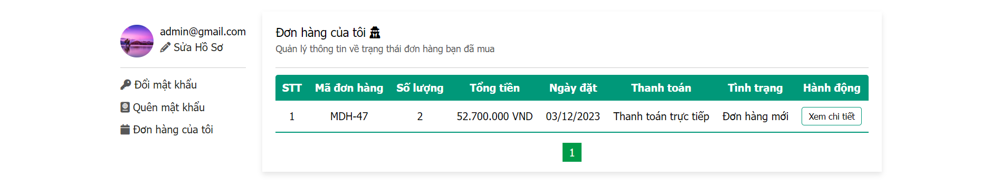 admin@gmail.com
Sửa Hồ Sơ
Đổi mật khẩu
Quên mật khẩu
Đơn hàng của tôi
Đơn hàng của tôi
Quản lý thông tin về trạng thái đơn hàng bạn đã mua
STT Mã đơn hàng Số lượng Tổng tiền Ngày đặt Thanh toán Tình trạng Hành động
1 MDH-47 2 52.700.000 VND 03/12/2023 Thanh toán trực tiếp Đơn hàng mới Xem chi tiết
1